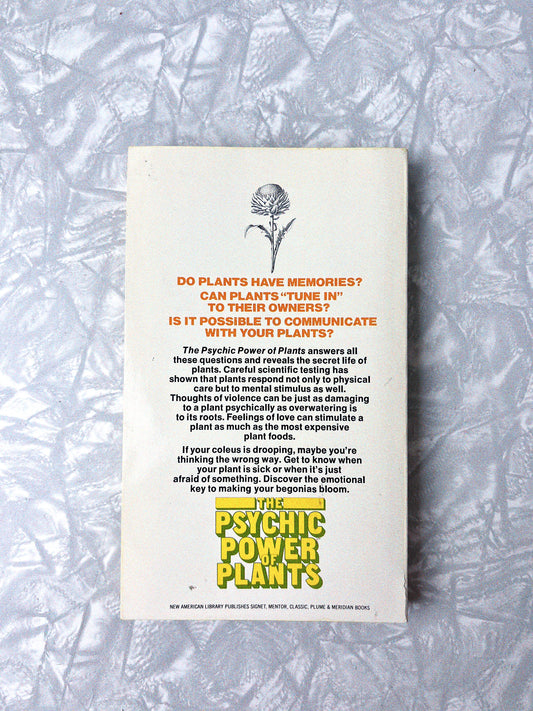 DO PLANTS HAVE MEMORIES?
CAN PLANTS “TUNE IN”
TO THEIR OWNERS?
IS IT POSSIBLE TO COMMUNICATE
WITH YOUR PLANTS?
The Psychic Power of Plants answers all
these questions and reveals the secret life of
plants. Careful scientific testing has
shown that plants respond not only to physical
care but to mental stimulus as well.
Thoughts of violence can be just as damaging
to a plant psychically as overwatering is
to its roots. Feelings of love can stimulate a
plant as much as the most expensive
plant foods.
If your coleus is drooping, maybe you’re
thinking the wrong way. Get to know when
your plant is sick or when it’s just
afraid of something. Discover the emotional
key to making your begonias bloom.
THE
PSYCHIC
POWER
OF
PLANTS
NEW AMERICAN LIBRARY PUBLISHES SIGNET, MENTOR, CLASSIC, PLUME & MERIDIAN BOOKS